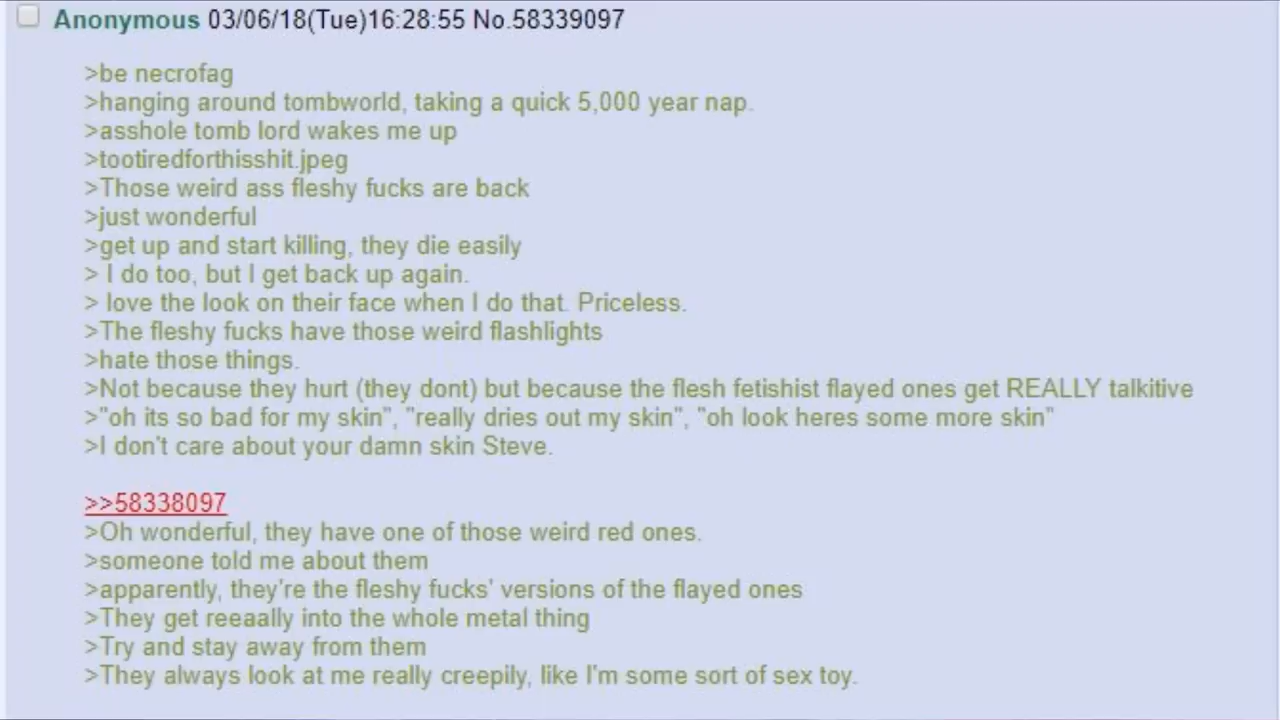 Anonymous 03/06/18(Tue)16:28:55 No.58339097
>be necrofag
>hanging around tombworld, taking a quick 5,000 year nap.
>asshole tomb lord wakes me up
>tootiredforthisshit.jpeg
>Those weird ass fleshy fucks are back
>just wonderful
>get up and start killing, they die easily
> I do too, but I get back up again.
> love the look on their face when I do that. Priceless.
>The fleshy fucks have those weird flashlights
>hate those things.
>Not because they hurt (they dont) but because the flesh fetishist flayed ones get REALLY talkitive
>"oh its so bad for my skin", "really dries out my skin", "oh look heres some more skin"
>I don't care about your damn skin Steve.
>>58338097
>Oh wonderful, they have one of those weird red ones.
>someone told me about them
>apparently, they're the fleshy fucks' versions of the flayed ones
>They get reeaally into the whole metal thing
>Try and stay away from them
>They always look at me really creepily, like I'm some sort of sex toy.